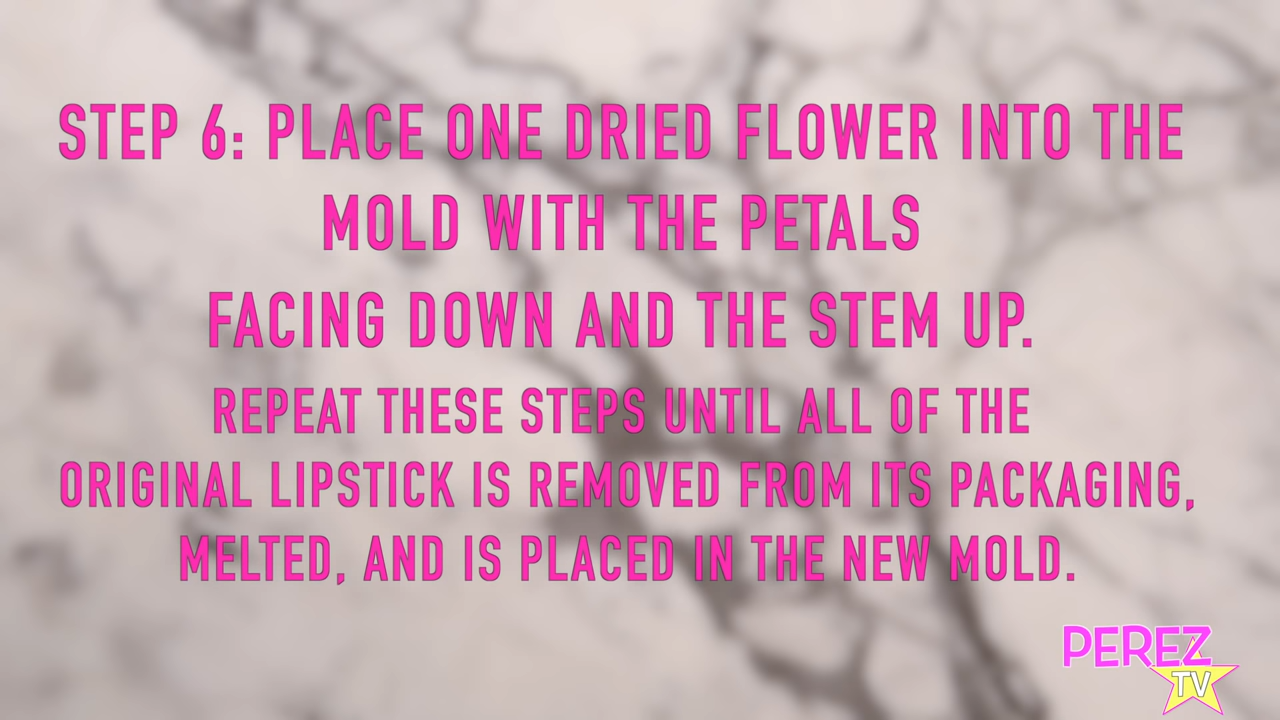 STEP 6: PLACE ONE DRIED FLOWER INTO THE
MOLD WITH THE PETALS
FACING DOWN AND THE STEM UP.
REPEAT THESE STEPS UNTIL ALL OF THE
ORIGINAL LIPSTICK IS REMOVED FROM ITS PACKAGING,
MELTED, AND IS PLACED IN THE NEW MOLD.
PEREZ
TV